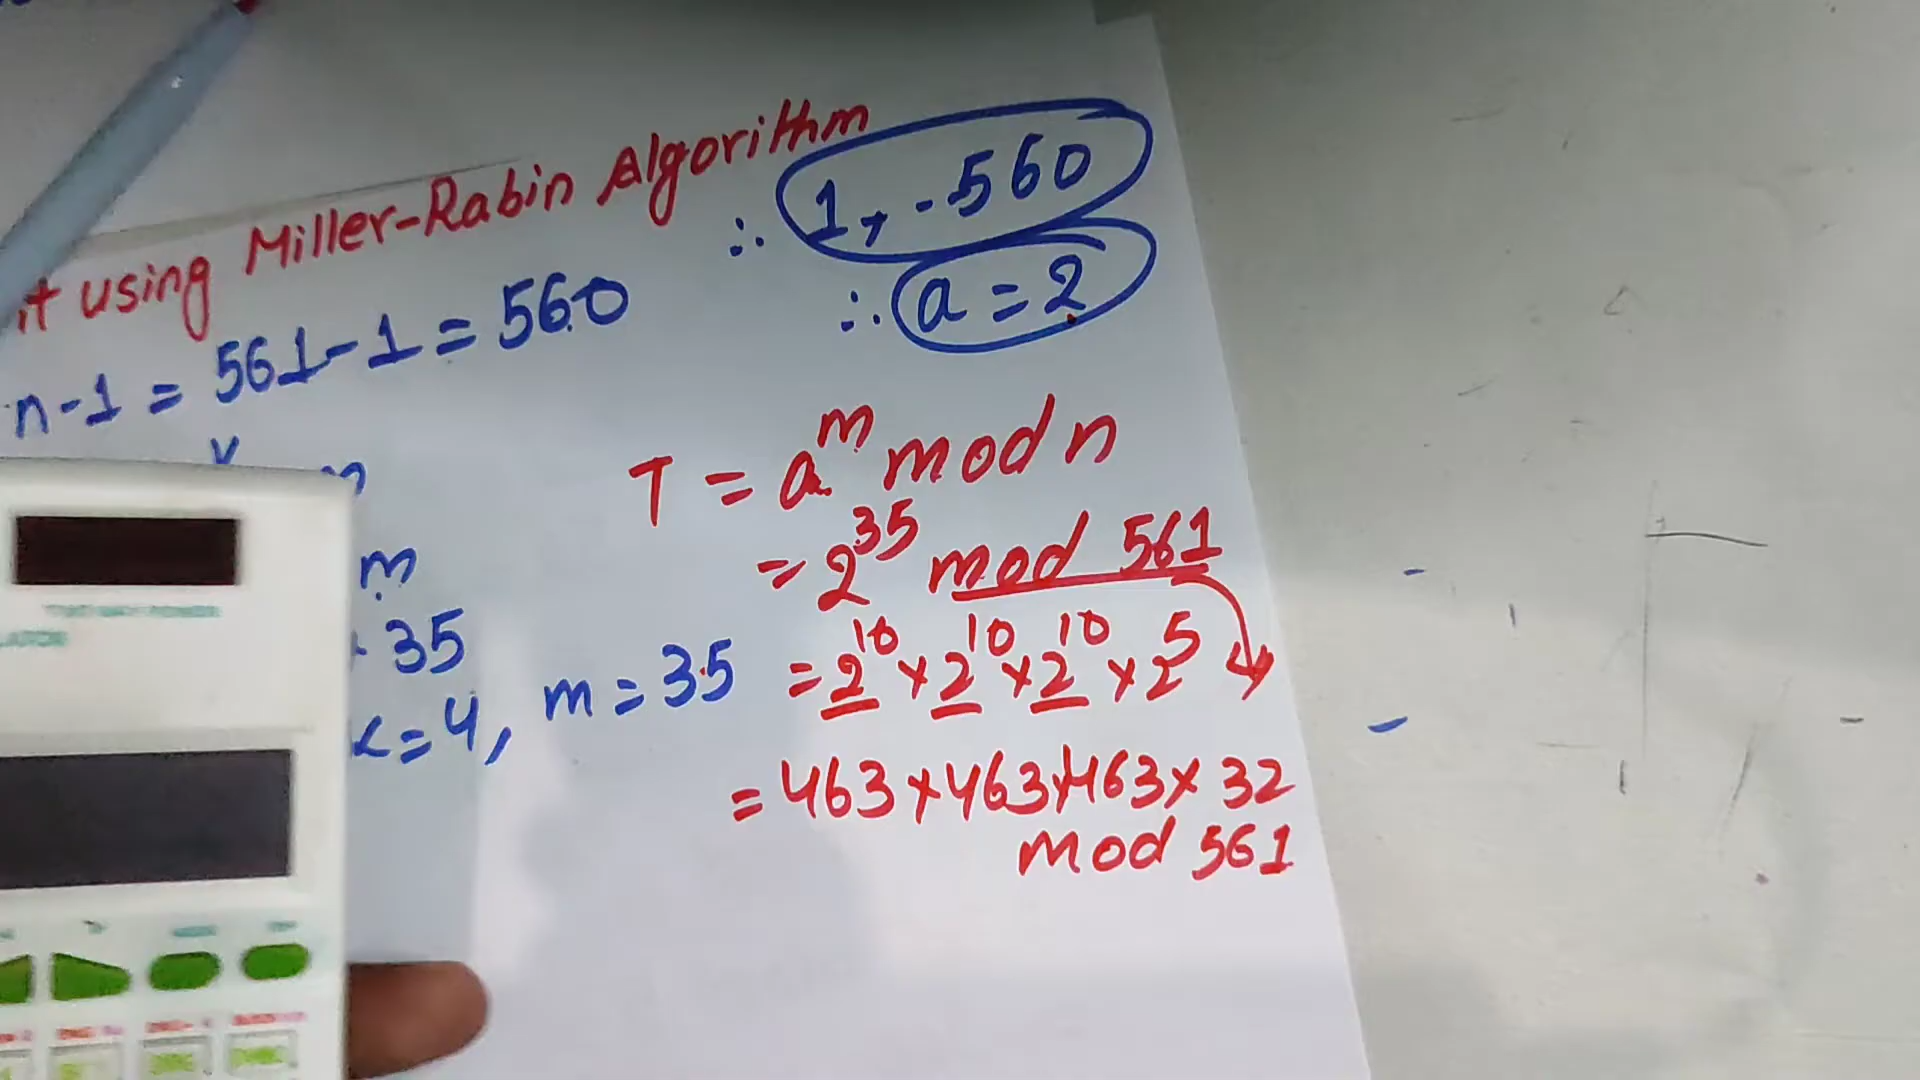 it using Miller-Rabin Algorithm
n-1 = 561-1 = 560
∴ 1, --560
∴ a = 2
m
m
35
k=4, m=35
T = a^m mod n
= 2^35 mod 561
= 2^10 × 2^10 × 2^10 × 2^5
= 463×463×463×32
mod 561